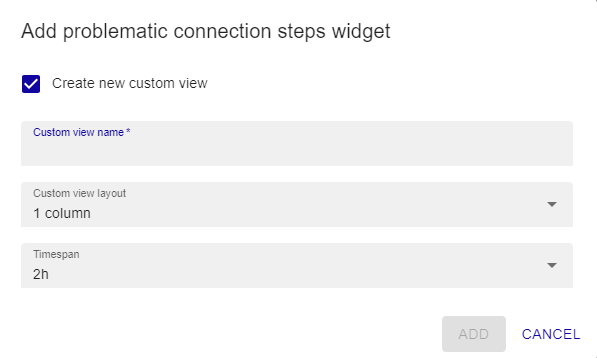 Add problematic connection steps widget
Create new custom view
Custom view name *
Custom view layout
1 column
Timespan
2h
ADD CANCEL